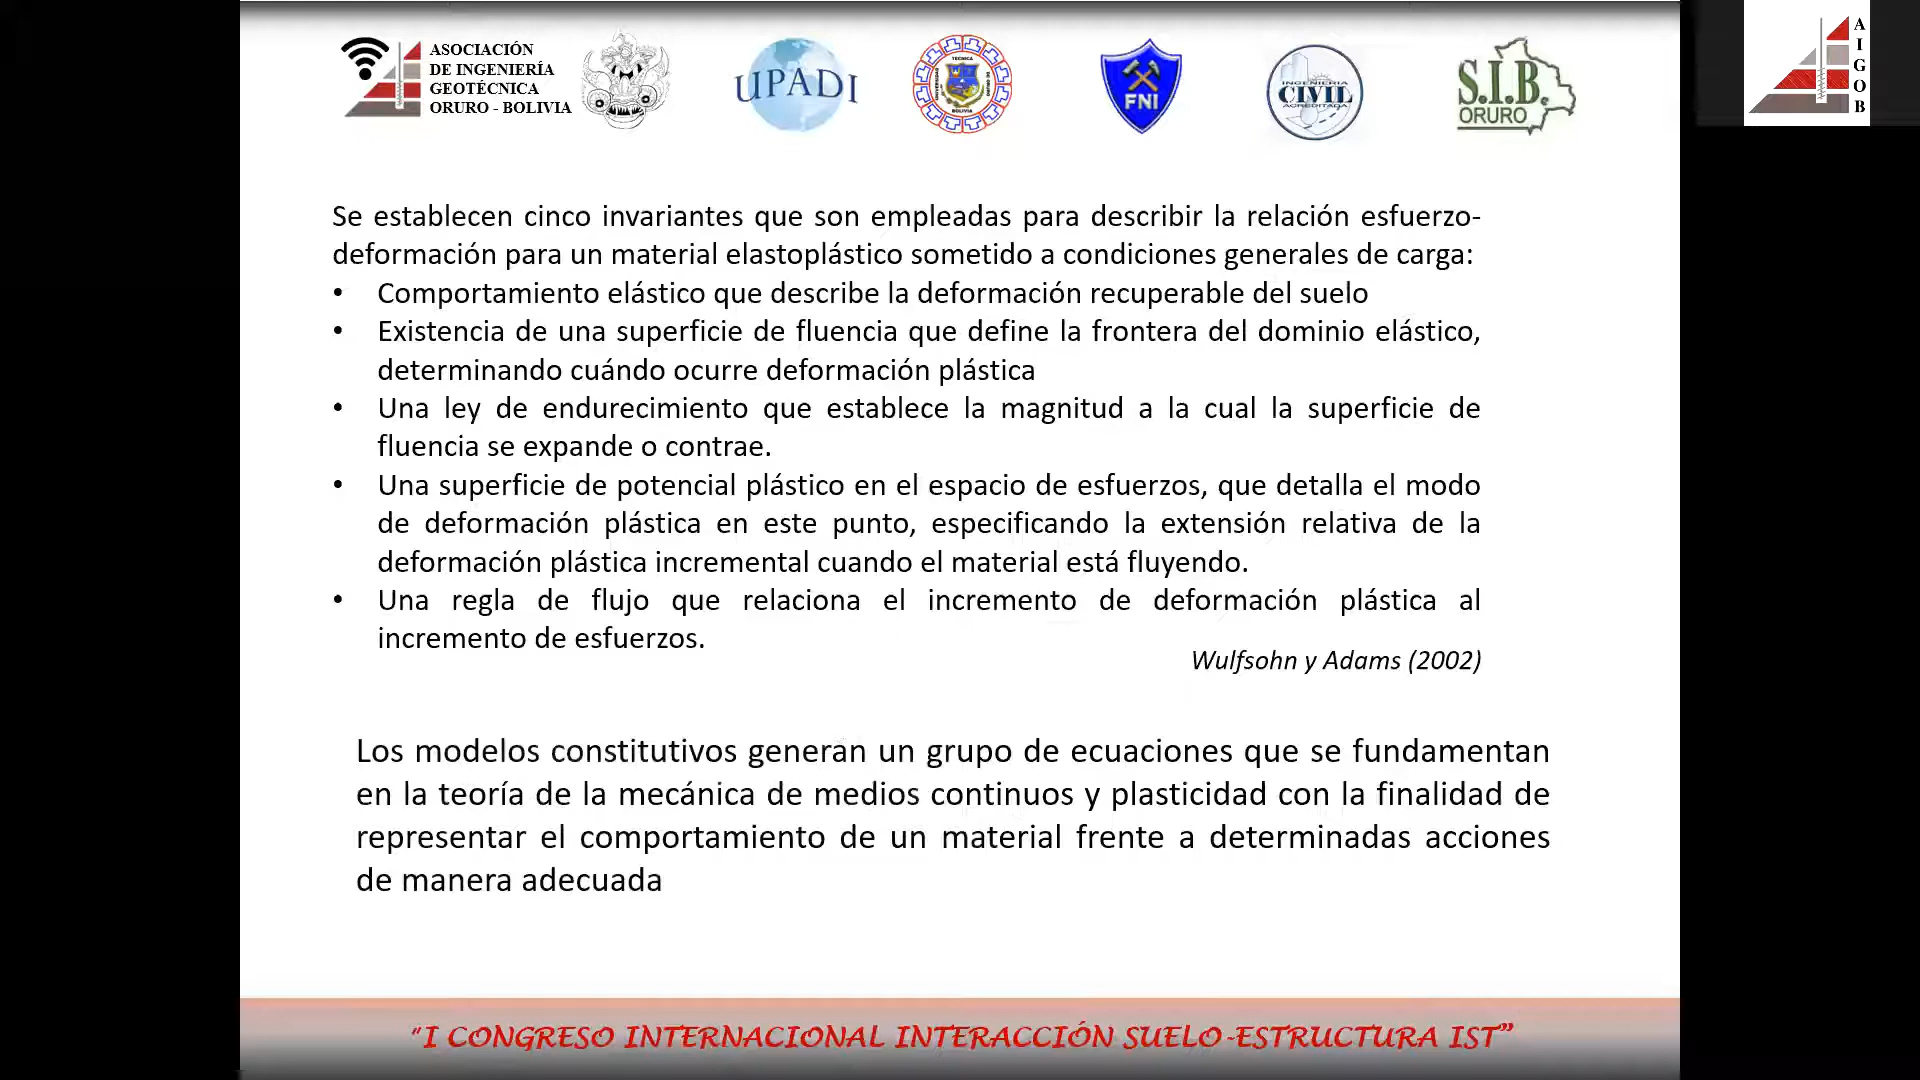 ASOCIACIÓN
DE INGENIERÍA
GEOTÉCNICA
ORURO - BOLIVIA
UPADI
TECNICA
BOLIVIA
FNI
INGENIERIA
CIVIL
ACREDITADA
S.I.B.
ORURO
A
I
G
O
B
Se establecen cinco invariantes que son empleadas para describir la relación esfuerzo-
deformación para un material elastoplástico sometido a condiciones generales de carga:
• Comportamiento elástico que describe la deformación recuperable del suelo
• Existencia de una superficie de fluencia que define la frontera del dominio elástico,
determinando cuándo ocurre deformación plástica
• Una ley de endurecimiento que establece la magnitud a la cual la superficie de
fluencia se expande o contrae.
• Una superficie de potencial plástico en el espacio de esfuerzos, que detalla el modo
de deformación plástica en este punto, especificando la extensión relativa de la
deformación plástica incremental cuando el material está fluyendo.
• Una regla de flujo que relaciona el incremento de deformación plástica al
incremento de esfuerzos.
Wulfsohn y Adams (2002)
Los modelos constitutivos generan un grupo de ecuaciones que se fundamentan
en la teoría de la mecánica de medios continuos y plasticidad con la finalidad de
representar el comportamiento de un material frente a determinadas acciones
de manera adecuada
“I CONGRESO INTERNACIONAL INTERACCIÓN SUELO-ESTRUCTURA IST”